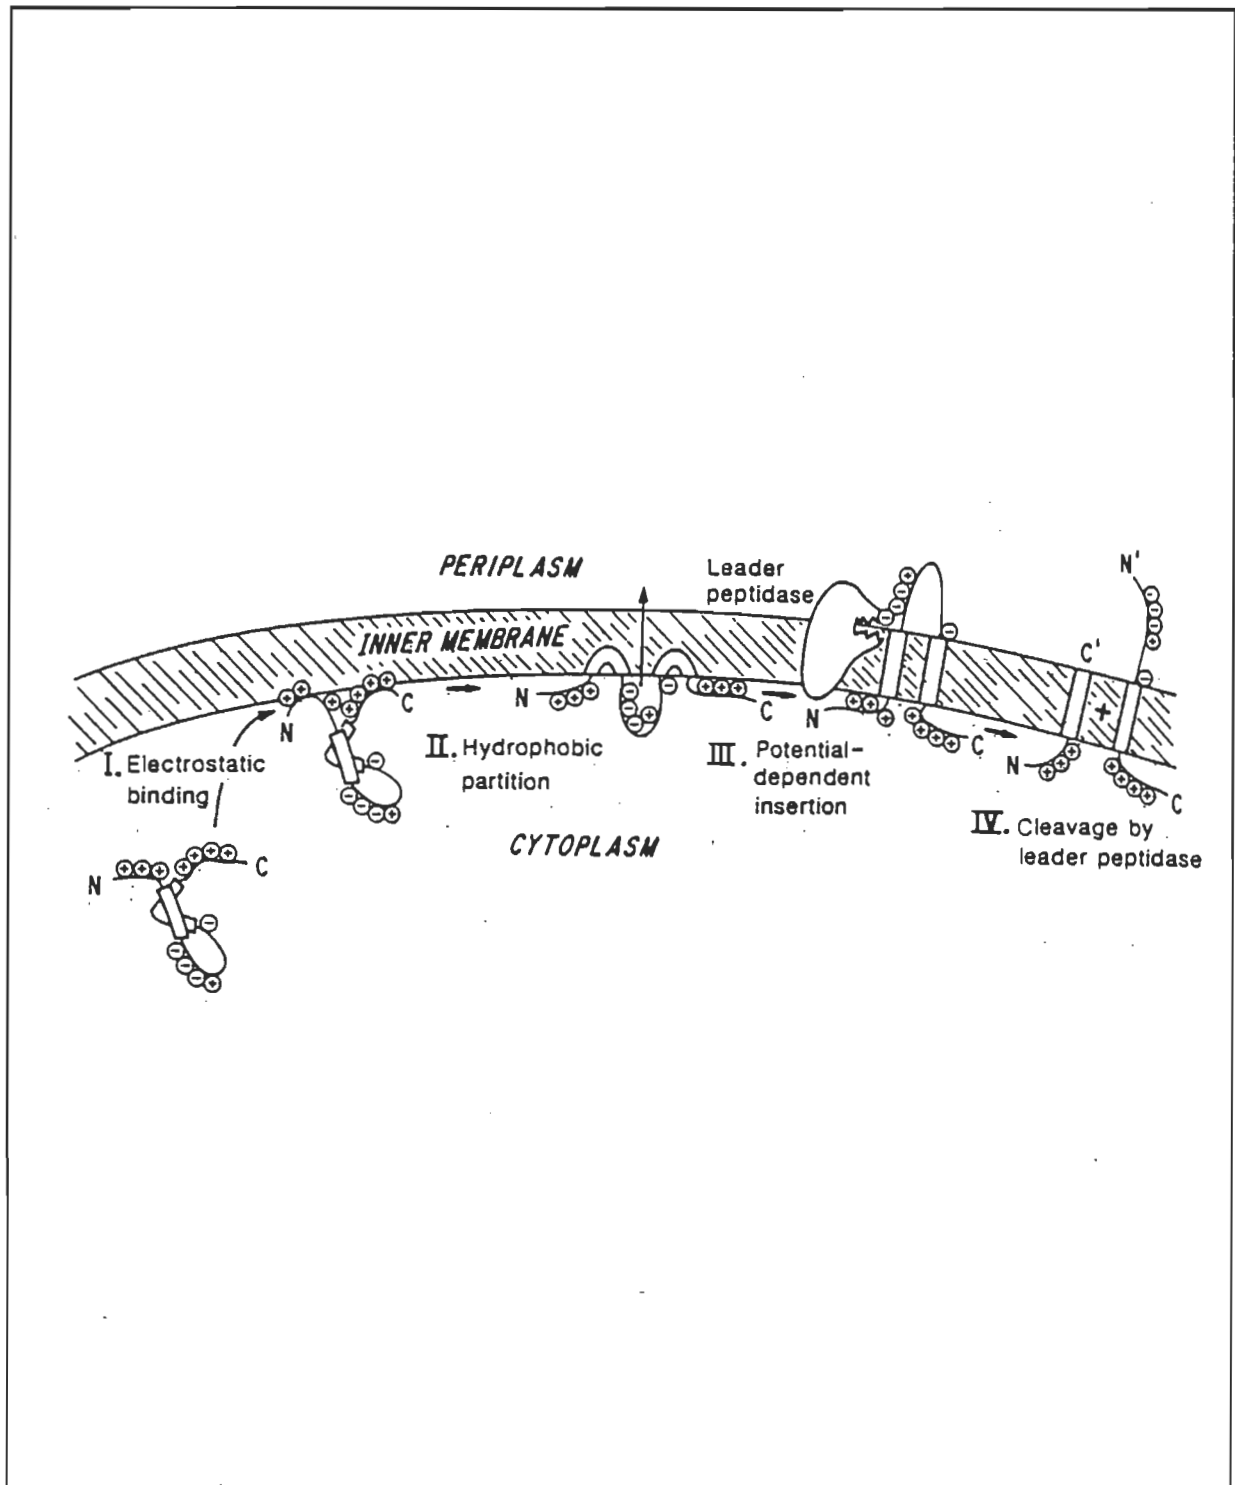 PERIPLASM
INNER MEMBRANE
Leader
peptidase
N
C
I. Electrostatic
binding
N
C
N
C
II. Hydrophobic
partition
CYTOPLASM
N
C
III. Potential-
dependent
insertion
N'
C'
+
N
C
IV. Cleavage by
leader peptidase